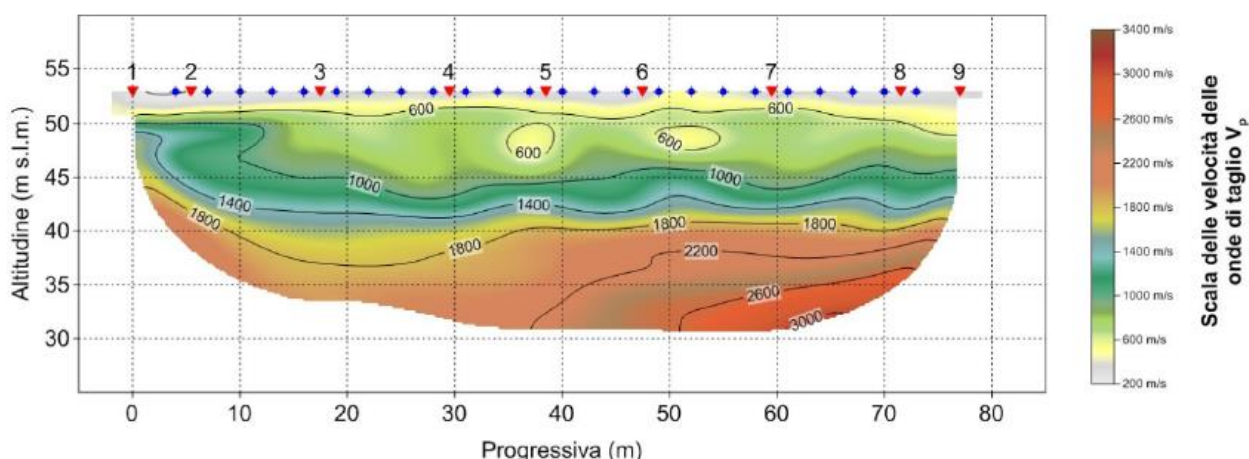 55
50
45
40
35
30
Altitudine (m s.l.m.)
1 2 3 4 5 6 7 8 9
600 600
600 600
1000 1000
1400 1400
1800 1800 1800 1800
2200
2600
3000
0 10 20 30 40 50 60 70 80
Progressiva (m)
3400 m/s
3000 m/s
2600 m/s
2200 m/s
1800 m/s
1400 m/s
1000 m/s
600 m/s
200 m/s
Scala delle velocità delle
onde di taglio Vₚ